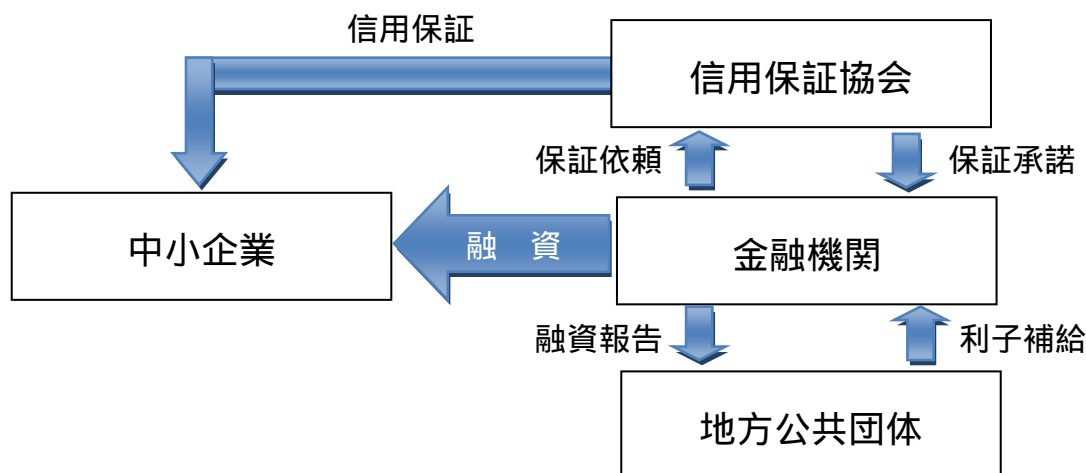 信用保証
信用保証協会
保証依頼
保証承諾
中小企業
融　資
金融機関
融資報告
利子補給
地方公共団体